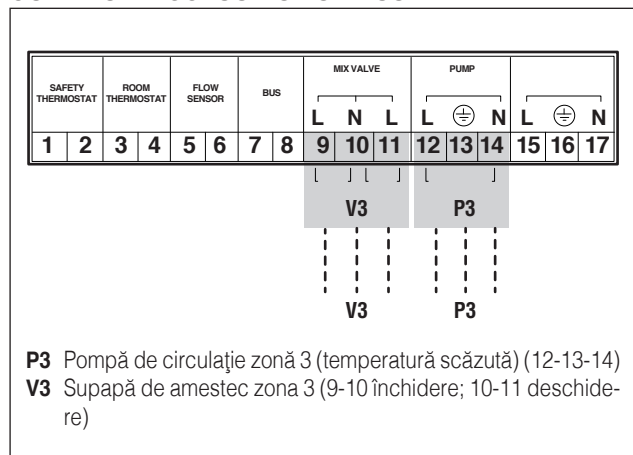 MIX VALVE PUMP
SAFETY THERMOSTAT ROOM THERMOSTAT FLOW SENSOR BUS
L N L L N L N
1 2 3 4 5 6 7 8 9 10 11 12 13 14 15 16 17
V3 P3
V3 P3
P3 Pompă de circulaţie zonă 3 (temperatură scăzută) (12-13-14)
V3 Supapă de amestec zona 3 (9-10 închidere; 10-11 deschide-
re)